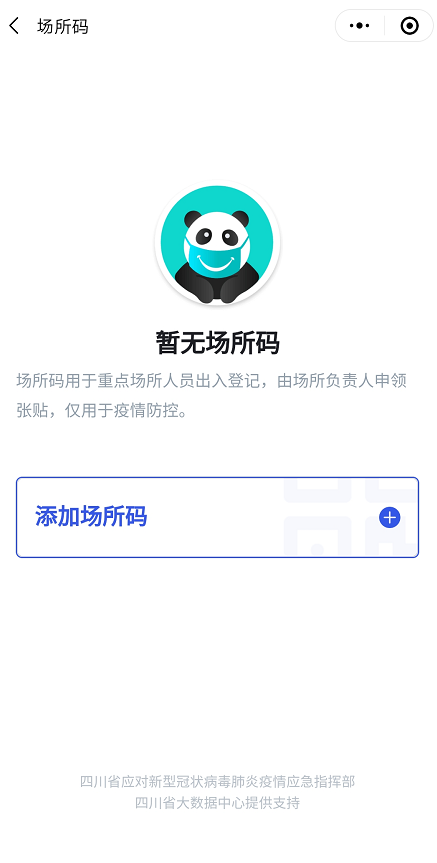 场所码
暂无场所码
场所码用于重点场所人员出入登记，由场所负责人申领
张贴，仅用于疫情防控。
添加场所码
四川省应对新型冠状病毒肺炎疫情应急指挥部
四川省大数据中心提供支持